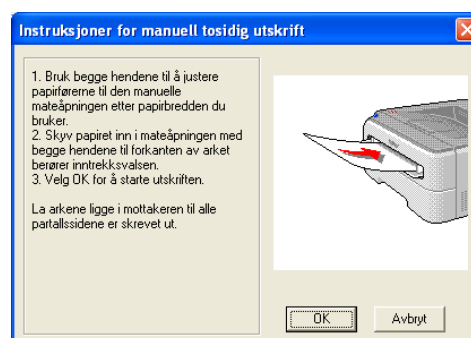 Instruksjoner for manuell tosidig utskrift
1. Bruk begge hendene til å justere
papirførerne til den manuelle
mateåpningen etter papirbredden du
bruker.
2. Skyv papiret inn i mateåpningen med
begge hendene til forkanten av arket
berører inntrekksvalsen.
3. Velg OK for å starte utskriften.
La arkene ligge i mottakeren til alle
partallssidene er skrevet ut.
OK
Avbryt